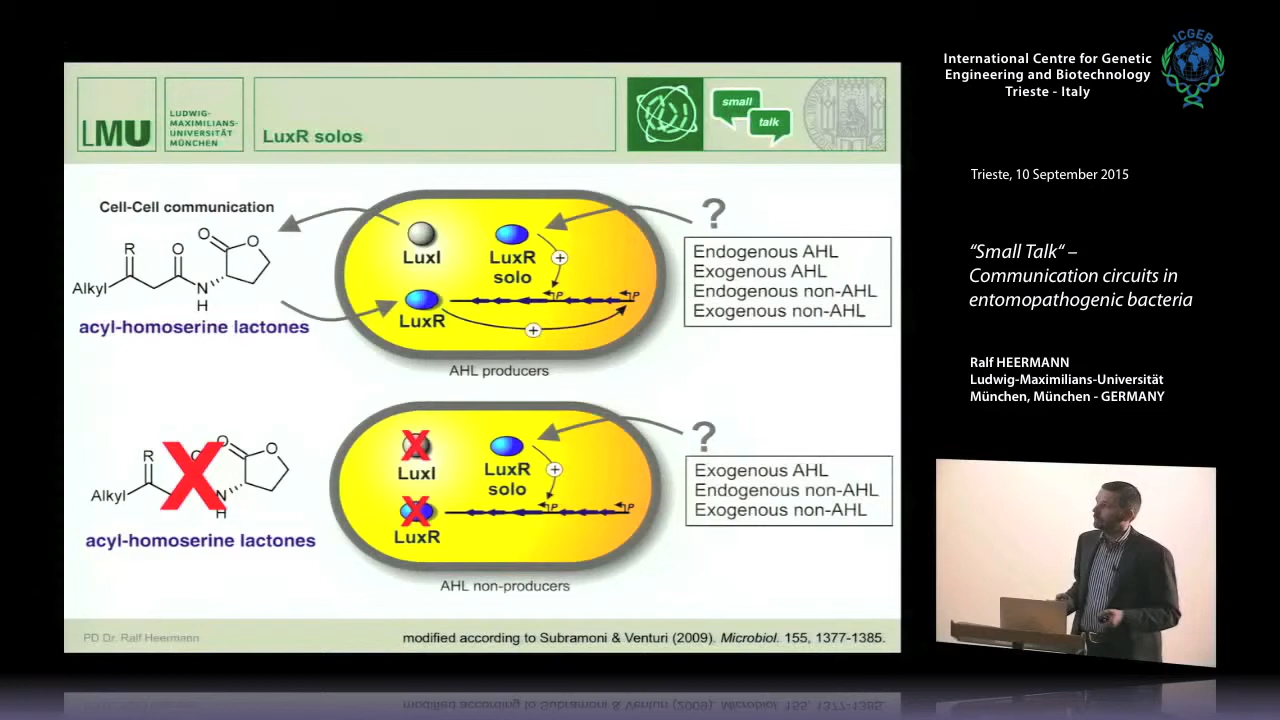 LMU
LUDWIG-
MAXIMILIANS-
UNIVERSITÄT
MÜNCHEN
LuxR solos
small
talk
Cell-Cell communication
R
O
O
O
Alkyl
N
H
acyl-homoserine lactones
LuxI
LuxR
solo
+
P
P
LuxR
+
AHL producers
?
Endogenous AHL
Exogenous AHL
Endogenous non-AHL
Exogenous non-AHL
R
O
O
Alkyl
N
H
X
acyl-homoserine lactones
X
LuxI
LuxR
solo
+
P
P
X
LuxR
AHL non-producers
?
Exogenous AHL
Endogenous non-AHL
Exogenous non-AHL
PD Dr. Ralf Heermann
modified according to Subramoni & Venturi (2009). Microbiol. 155, 1377-1385.
ICGEB
International Centre for Genetic
Engineering and Biotechnology
Trieste - Italy
Trieste, 10 September 2015
“Small Talk“ –
Communication circuits in
entomopathogenic bacteria
Ralf HEERMANN
Ludwig-Maximilians-Universität
München, München - GERMANY